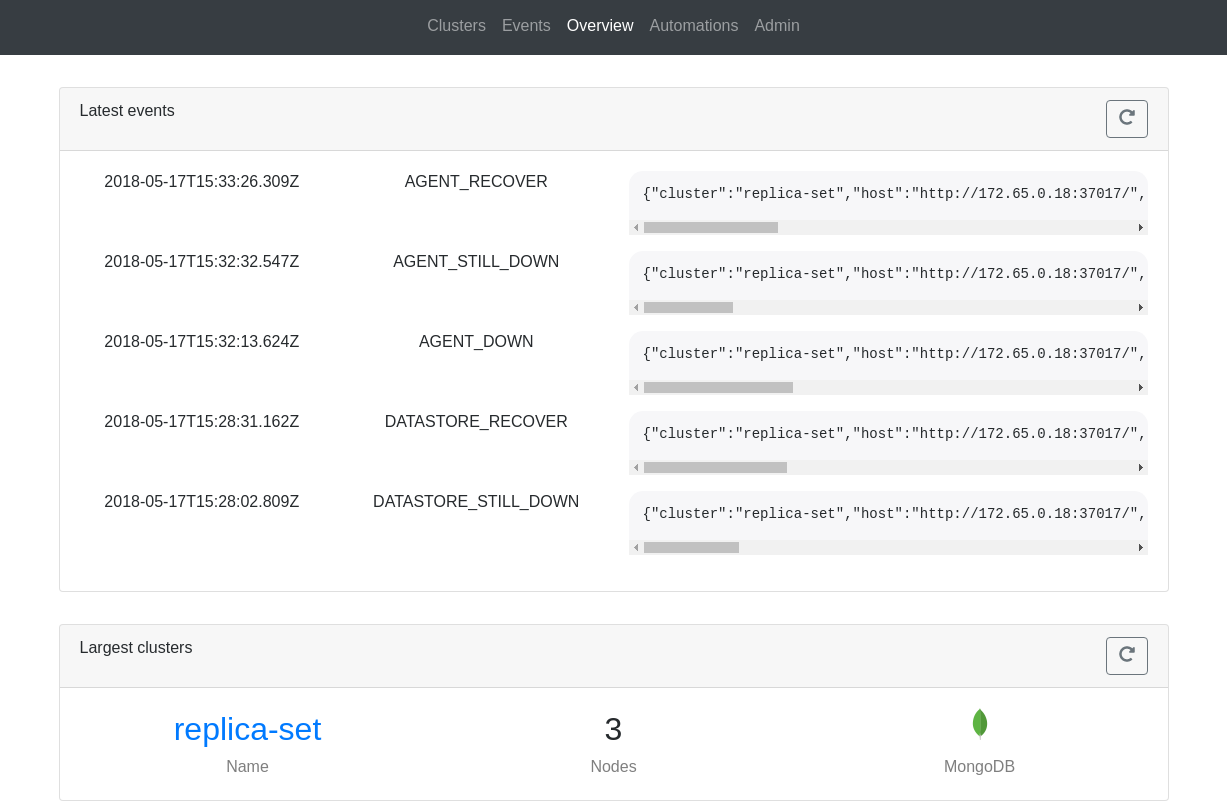 Clusters Events Overview Automations Admin
Latest events
2018-05-17T15:33:26.309Z AGENT_RECOVER {"cluster":"replica-set","host":"http://172.65.0.18:37017/",
2018-05-17T15:32:32.547Z AGENT_STILL_DOWN {"cluster":"replica-set","host":"http://172.65.0.18:37017/",
2018-05-17T15:32:13.624Z AGENT_DOWN {"cluster":"replica-set","host":"http://172.65.0.18:37017/",
2018-05-17T15:28:31.162Z DATASTORE_RECOVER {"cluster":"replica-set","host":"http://172.65.0.18:37017/",
2018-05-17T15:28:02.809Z DATASTORE_STILL_DOWN {"cluster":"replica-set","host":"http://172.65.0.18:37017/",
Largest clusters
replica-set 3
Name Nodes MongoDB